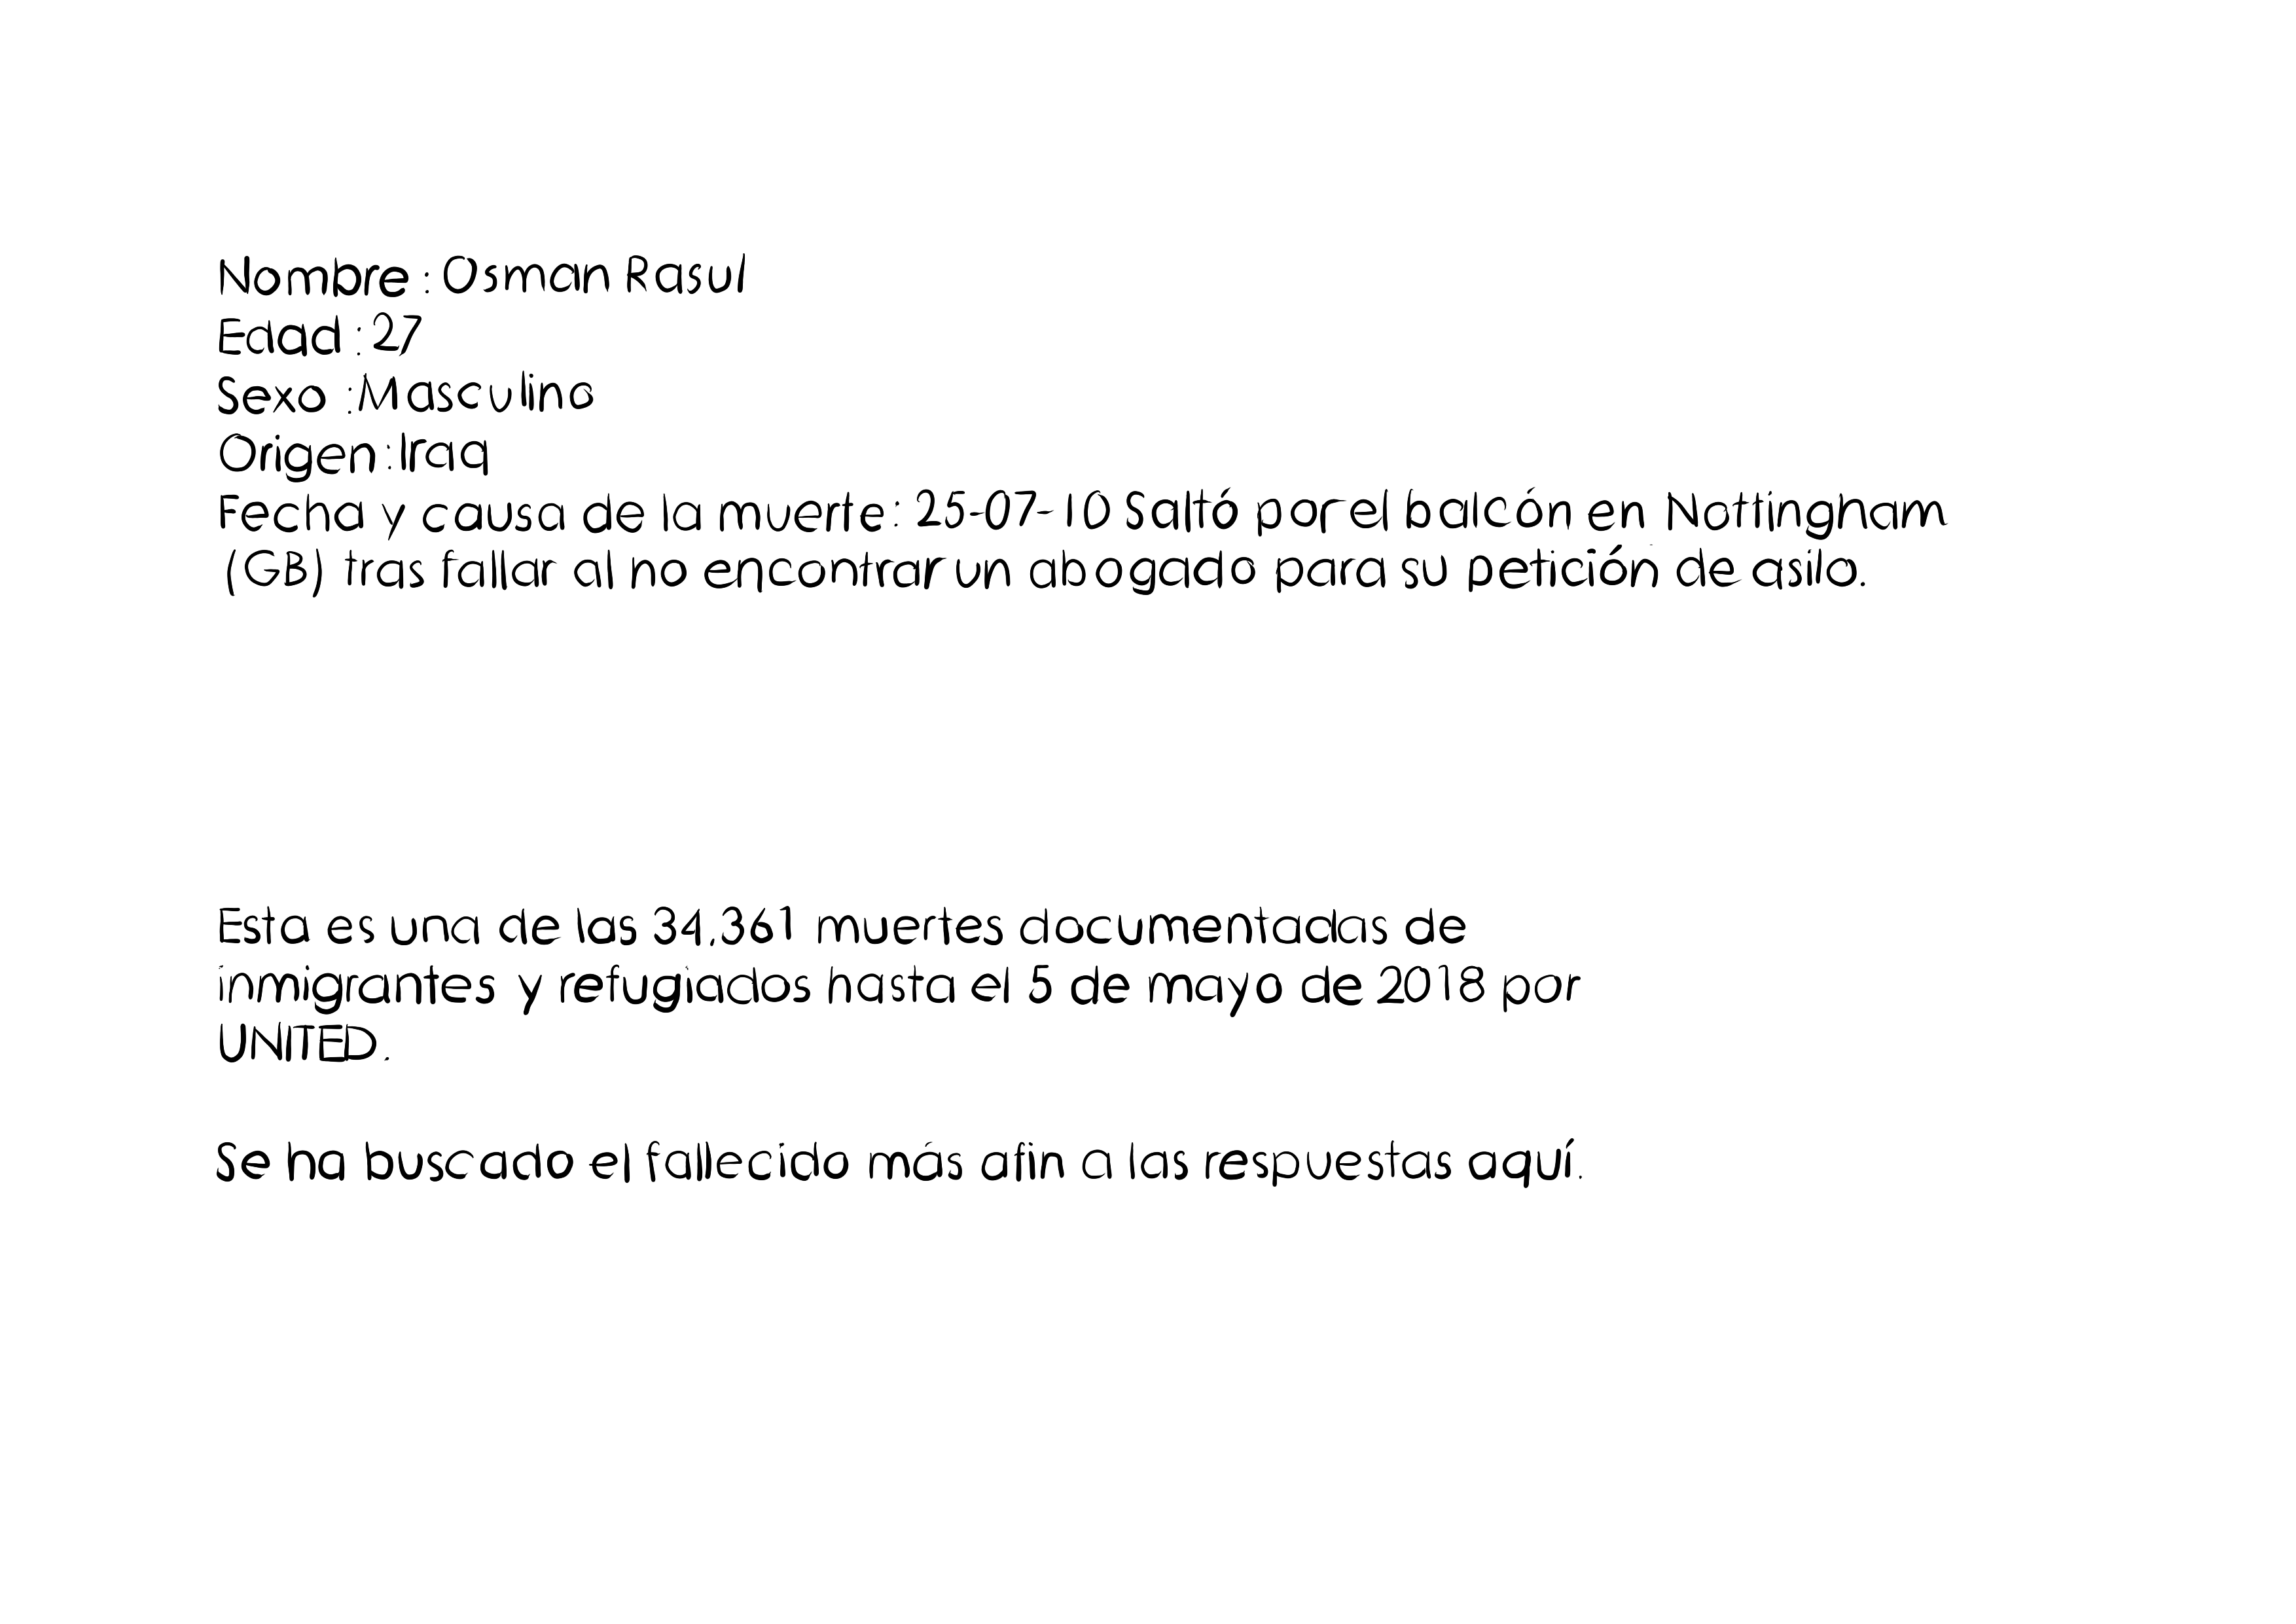 Nombre : Osman Rasul
Edad : 27
Sexo : Masculino
Origen : Iraq
Fecha y causa de la muerte : 25-07-10 Saltó por el balcón en Nottingham
(GB) tras fallar al no encontrar un abogado para su petición de asilo.
Esta es una de las 34.361 muertes documentadas de
inmigrantes y refugiados hasta el 5 de mayo de 2018 por
UNITED.
Se ha buscado el fallecido más afín a las respuestas aquí.